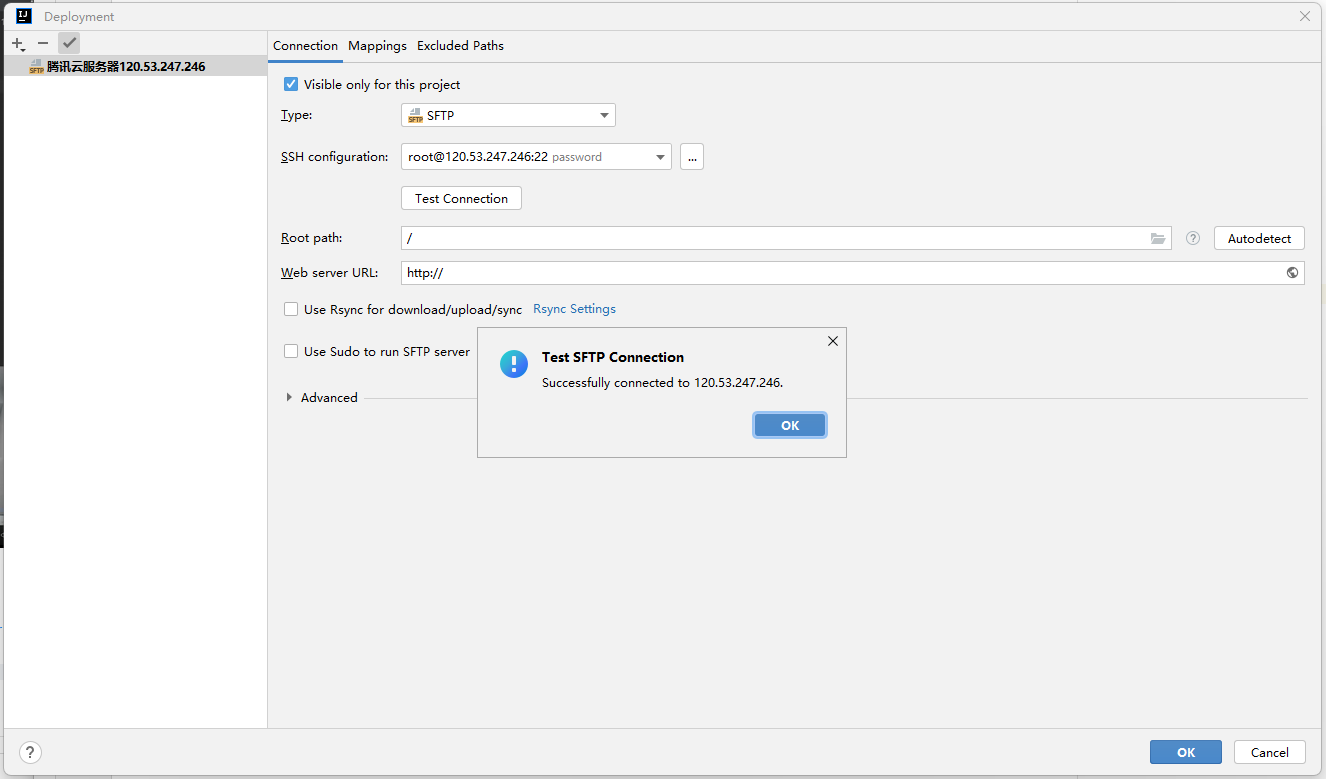 Deployment
腾讯云服务器120.53.247.246
Connection Mappings Excluded Paths
Visible only for this project
Type: SFTP
SSH configuration: root@120.53.247.246:22 password ...
Test Connection
Root path: / Autodetect
Web server URL: http://
Use Rsync for download/upload/sync Rsync Settings
Use Sudo to run SFTP server
Advanced
Test SFTP Connection
Successfully connected to 120.53.247.246.
OK
? OK Cancel